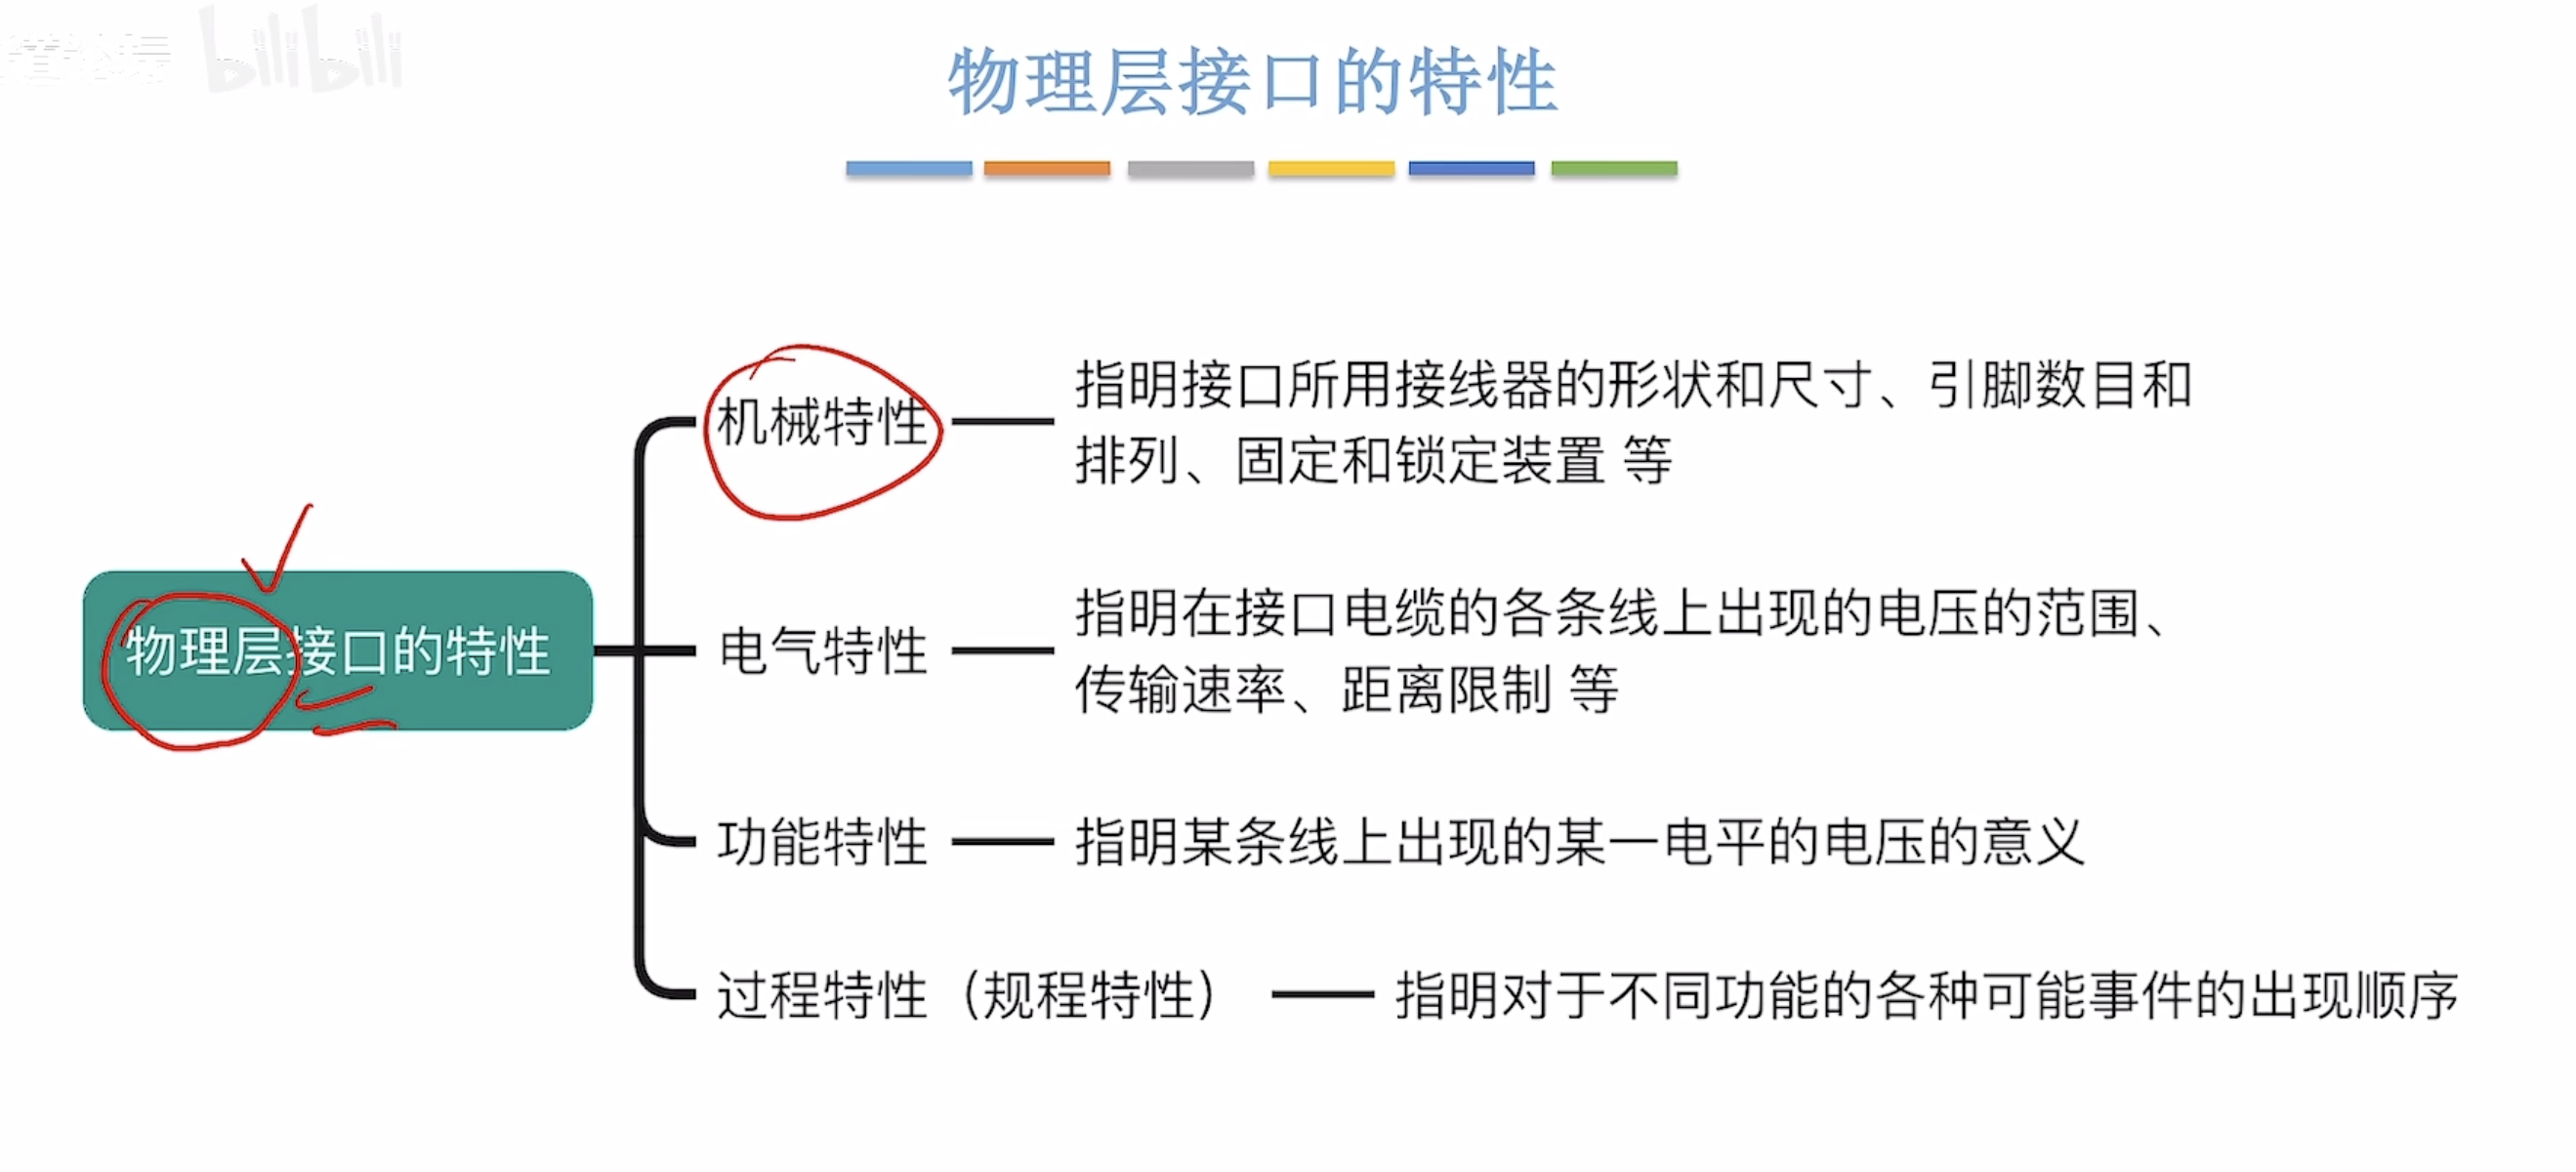 bilibili
物理层接口的特性
机械特性
指明接口所用接线器的形状和尺寸、引脚数目和
排列、固定和锁定装置 等
物理层接口的特性
电气特性
指明在接口电缆的各条线上出现的电压的范围、
传输速率、距离限制 等
功能特性
指明某条线上出现的某一电平的电压的意义
过程特性（规程特性）
指明对于不同功能的各种可能事件的出现顺序